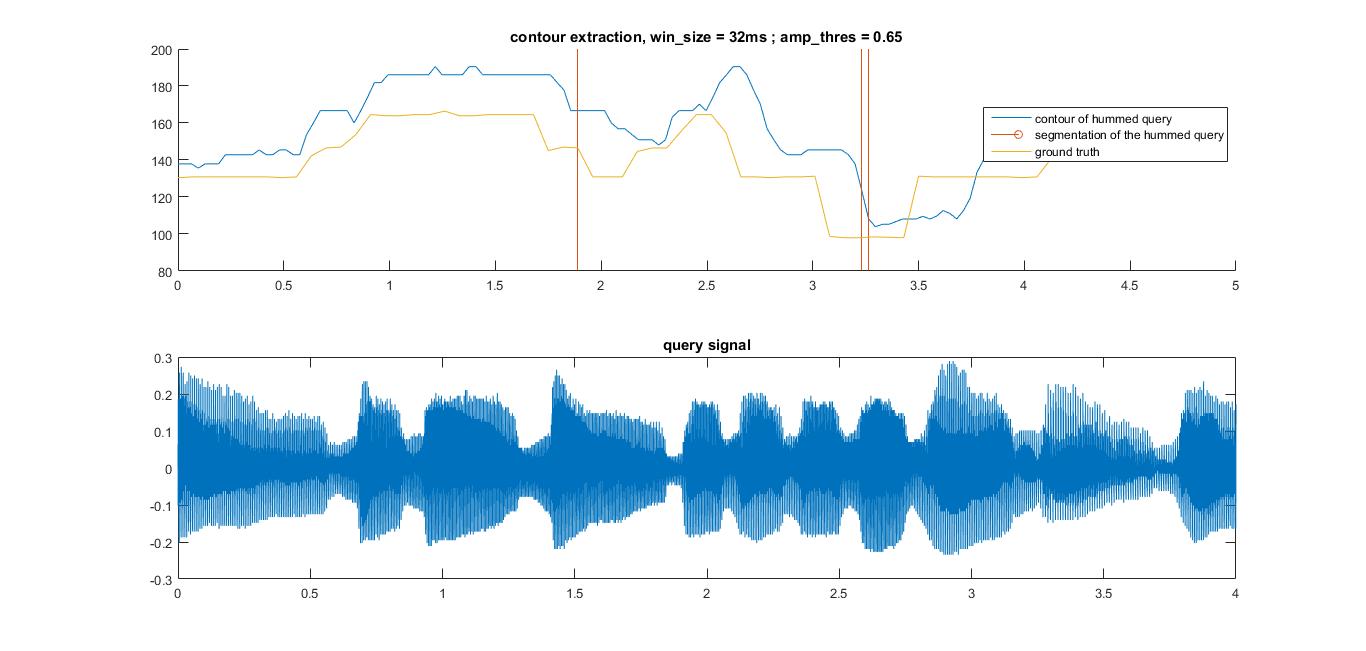 contour extraction, win_size = 32ms ; amp_thres = 0.65
200
180
160
140
120
100
80
0 0.5 1 1.5 2 2.5 3 3.5 4 4.5 5
contour of hummed query
segmentation of the hummed query
ground truth
query signal
0.3
0.2
0.1
0
-0.1
-0.2
-0.3
0 0.5 1 1.5 2 2.5 3 3.5 4